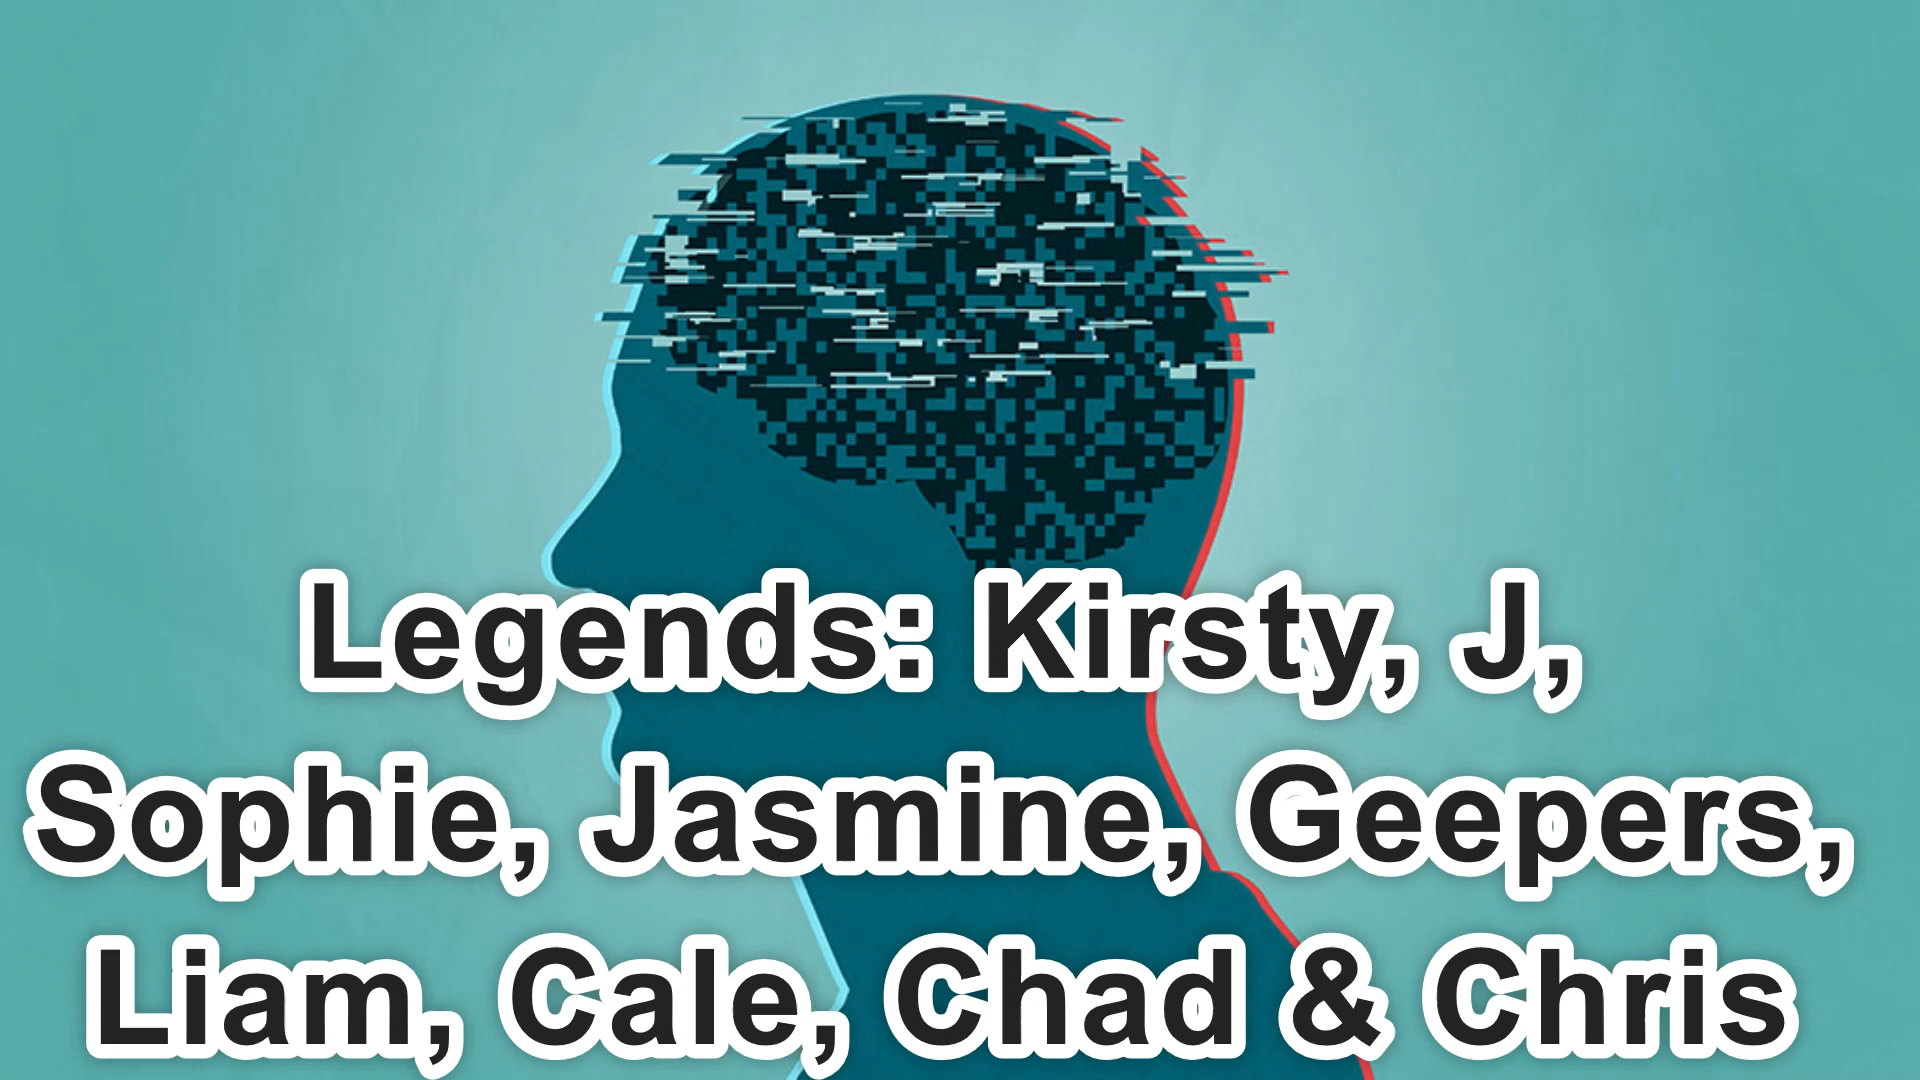 Legends: Kirsty, J,
Sophie, Jasmine, Geepers,
Liam, Cale, Chad & Chris